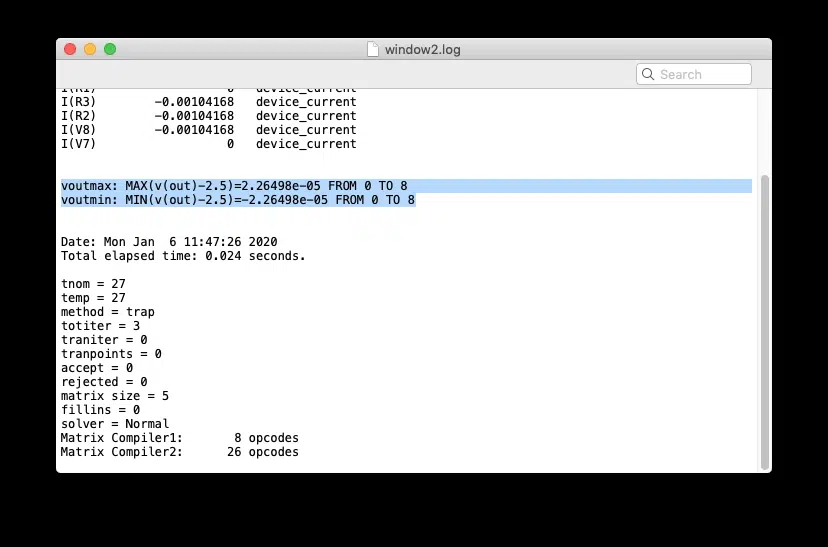 window2.log
Search
I(R1)             0   device_current
I(R3)        -0.00104168   device_current
I(R2)        -0.00104168   device_current
I(V8)        -0.00104168   device_current
I(V7)                  0   device_current
voutmax: MAX(v(out)-2.5)=2.26498e-05 FROM 0 TO 8
voutmin: MIN(v(out)-2.5)=-2.26498e-05 FROM 0 TO 8
Date: Mon Jan  6 11:47:26 2020
Total elapsed time: 0.024 seconds.
tnom = 27
temp = 27
method = trap
totiter = 3
traniter = 0
tranpoints = 0
accept = 0
rejected = 0
matrix size = 5
fillins = 0
solver = Normal
Matrix Compiler1:       8 opcodes
Matrix Compiler2:      26 opcodes